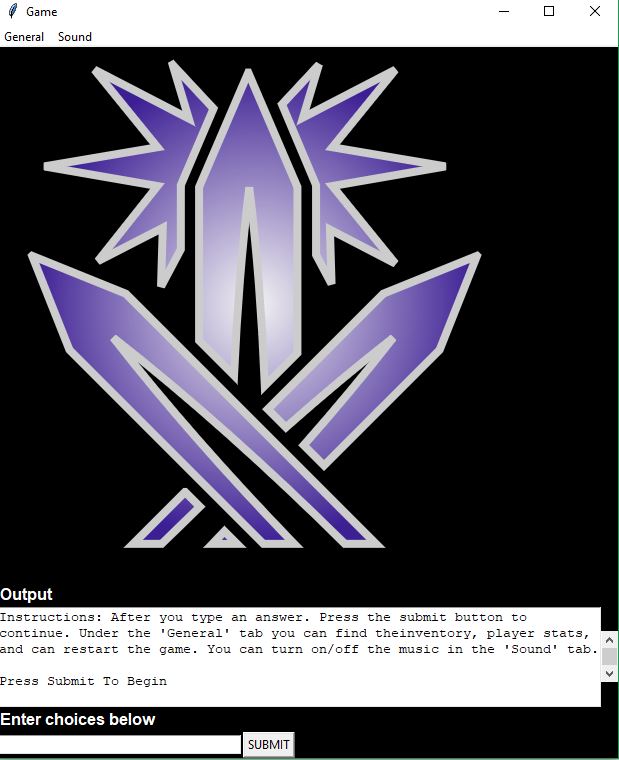 Game
General Sound
Output
Instructions: After you type an answer. Press the submit button to
continue. Under the 'General' tab you can find theinventory, player stats,
and can restart the game. You can turn on/off the music in the 'Sound' tab.
Press Submit To Begin
Enter choices below
SUBMIT